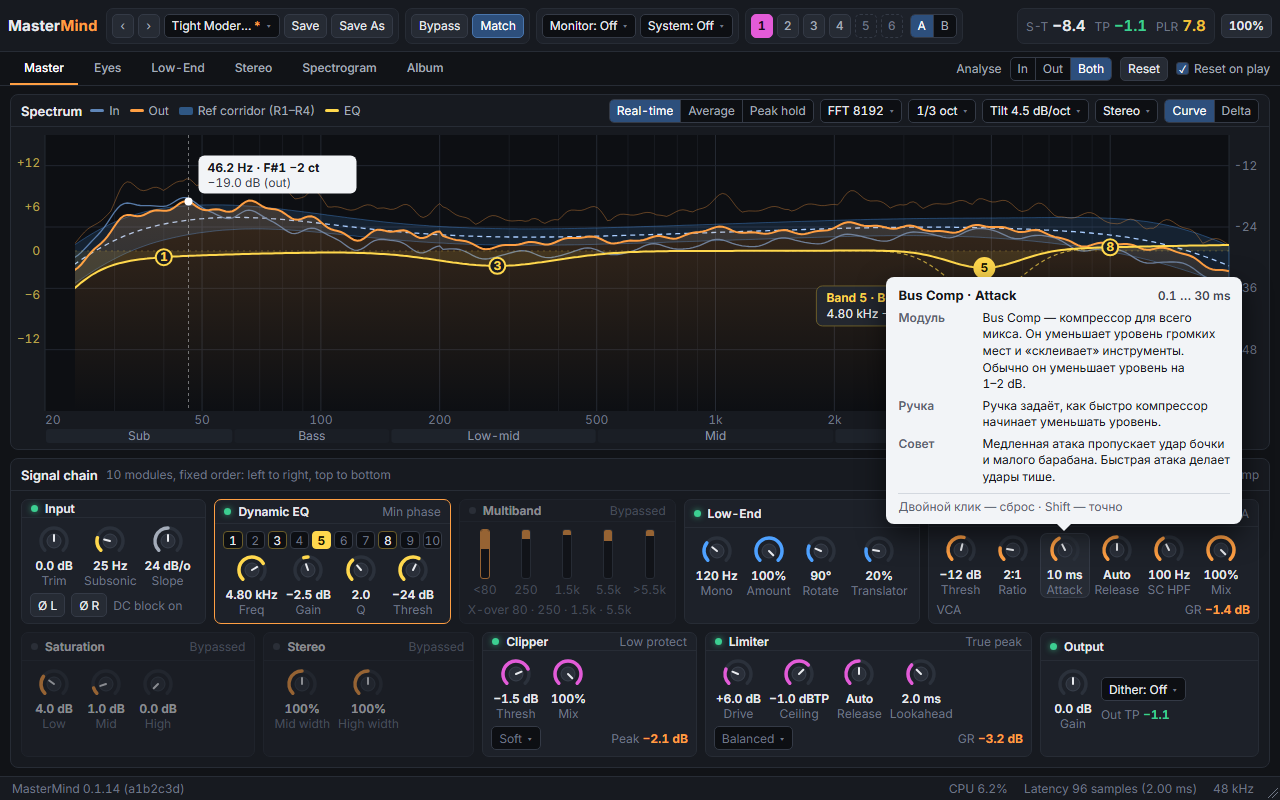 MasterMind ‹ › Tight Moder... * Save Save As Bypass Match Monitor: Off System: Off 1 2 3 4 5 6 A B S-T −8.4 TP −1.1 PLR 7.8 100%
Master Eyes Low-End Stereo Spectrogram Album Analyse In Out Both Reset Reset on play
Spectrum In Out Ref corridor (R1–R4) EQ Real-time Average Peak hold FFT 8192 1/3 oct Tilt 4.5 dB/oct Stereo Curve Delta
46.2 Hz · F#1 −2 ct
−19.0 dB (out)
+12 −12
+6 −24
0
−6
−12
1 3 5 8
Band 5 ·
4.80 kHz
36
48
20 50 100 200 500 1k 2k
Sub Bass Low-mid Mid
Bus Comp · Attack 0.1 … 30 ms
Модуль Bus Comp — компрессор для всего
микса. Он уменьшает уровень громких
мест и «склеивает» инструменты.
Обычно он уменьшает уровень на
1–2 dB.
Ручка Ручка задаёт, как быстро компрессор
начинает уменьшать уровень.
Совет Медленная атака пропускает удар бочки
и малого барабана. Быстрая атака делает
удары тише.
Двойной клик — сброс · Shift — точно
Signal chain 10 modules, fixed order: left to right, top to bottom
Input
0.0 dB 25 Hz 24 dB/o
Trim Subsonic Slope
Ø L Ø R DC block on
Dynamic EQ Min phase
1 2 3 4 5 6 7 8 9 10
4.80 kHz −2.5 dB 2.0 −24 dB
Freq Gain Q Thresh
Multiband Bypassed
<80 250 1.5k 5.5k >5.5k
X-over 80 · 250 · 1.5k · 5.5k
Low-End
120 Hz 100% 90° 20%
Mono Amount Rotate Translator
−12 dB 2:1 10 ms Auto 100 Hz 100%
Thresh Ratio Attack Release SC HPF Mix
VCA GR −1.4 dB
Saturation Bypassed
4.0 dB 1.0 dB 0.0 dB
Low Mid High
Stereo Bypassed
100% 100%
Mid width High width
Clipper Low protect
−1.5 dB 100%
Thresh Mix
Soft Peak −2.1 dB
Limiter True peak
+6.0 dB −1.0 dBTP Auto 2.0 ms
Drive Ceiling Release Lookahead
Balanced GR −3.2 dB
Output
0.0 dB
Gain
Dither: Off
Out TP −1.1
MasterMind 0.1.14 (a1b2c3d) CPU 6.2% Latency 96 samples (2.00 ms) 48 kHz